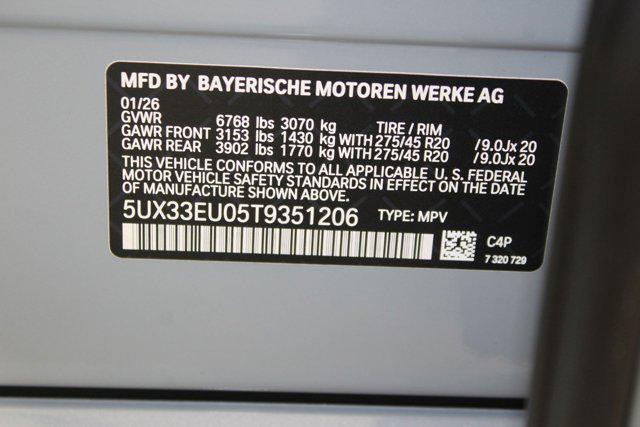 MFD BY BAYERISCHE MOTOREN WERKE AG
01/26
GVWR 6768 lbs 3070 kg TIRE / RIM
GAWR FRONT 3153 lbs 1430 kg WITH 275/45 R20 /9.0Jx 20
GAWR REAR 3902 lbs 1770 kg WITH 275/45 R20 /9.0Jx 20
THIS VEHICLE CONFORMS TO ALL APPLICABLE U. S. FEDERAL
MOTOR VEHICLE SAFETY STANDARDS IN EFFECT ON THE DATE
OF MANUFACTURE SHOWN ABOVE.
5UX33EU05T9351206 TYPE: MPV
C4P
7 320 729